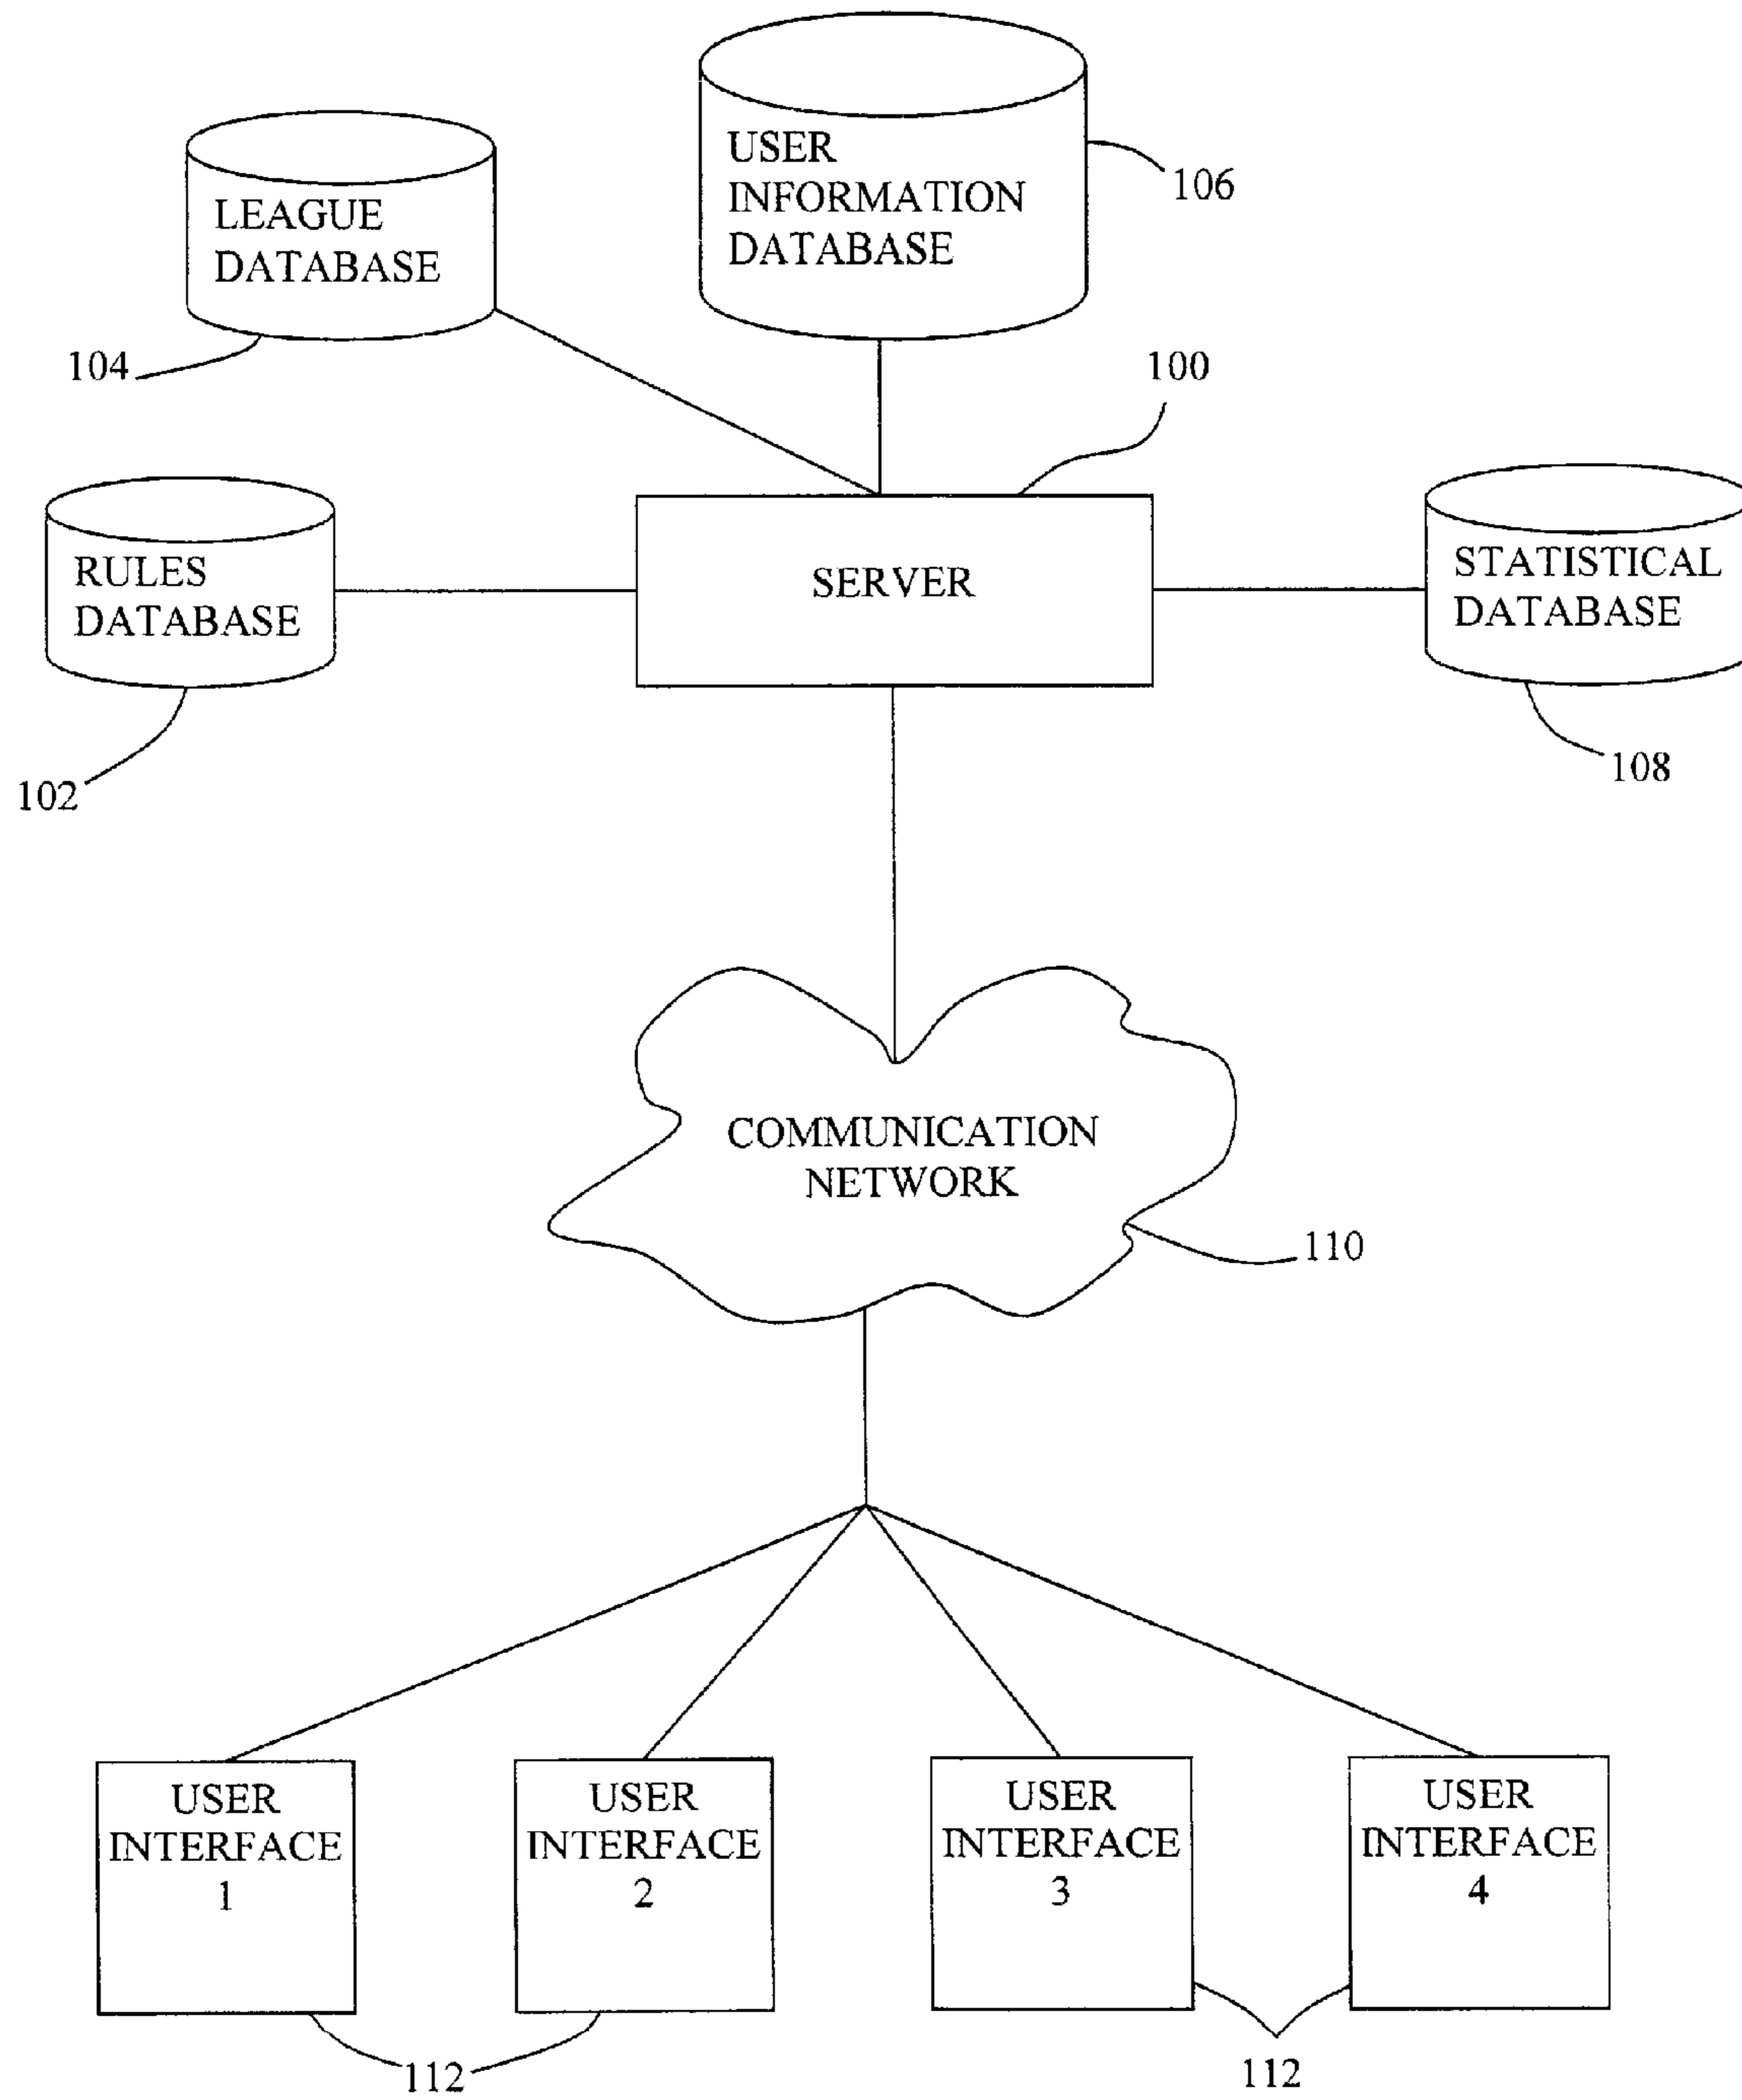 USER
INFORMATION
DATABASE
106
LEAGUE
DATABASE
104
100
RULES
DATABASE
102
SERVER
STATISTICAL
DATABASE
108
COMMUNICATION
NETWORK
110
USER
INTERFACE
1
USER
INTERFACE
2
USER
INTERFACE
3
USER
INTERFACE
4
112
112